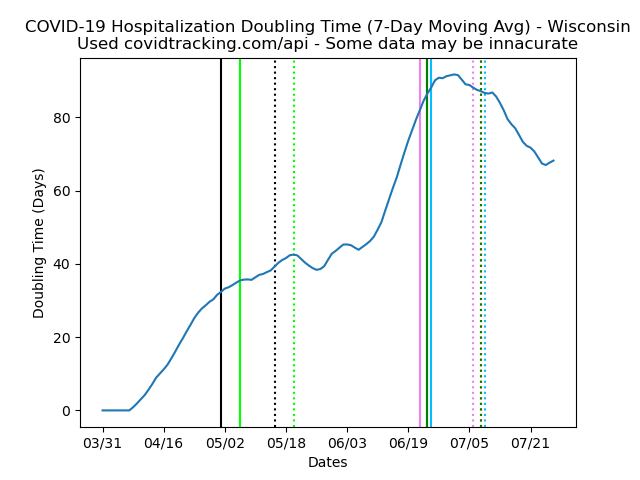 COVID-19 Hospitalization Doubling Time (7-Day Moving Avg) - Wisconsin
Used covidtracking.com/api - Some data may be innacurate
Doubling Time (Days)
80
60
40
20
0
03/31 04/16 05/02 05/18 06/03 06/19 07/05 07/21
Dates